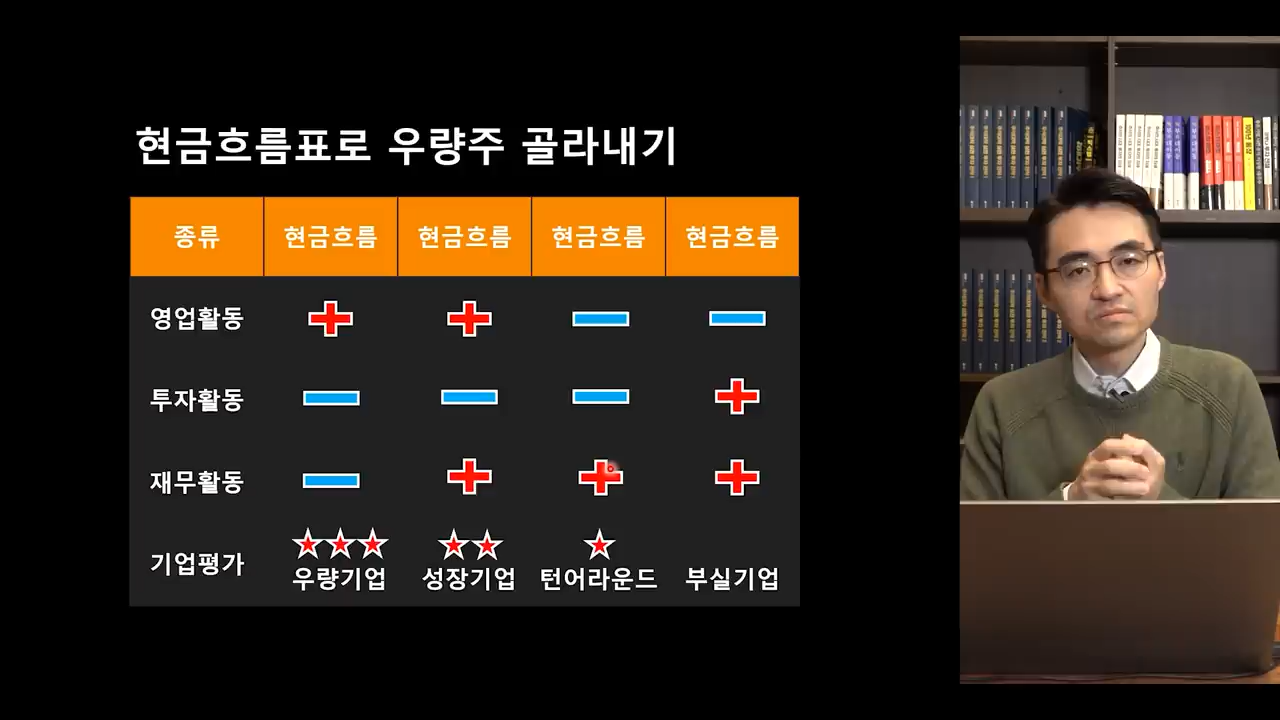 현금흐름표로 우량주 골라내기
종류 현금흐름 현금흐름 현금흐름 현금흐름
영업활동 + + - -
투자활동 - - - +
재무활동 - + + +
기업평가 ★★★ 우량기업 ★★ 성장기업 ★ 턴어라운드 부실기업